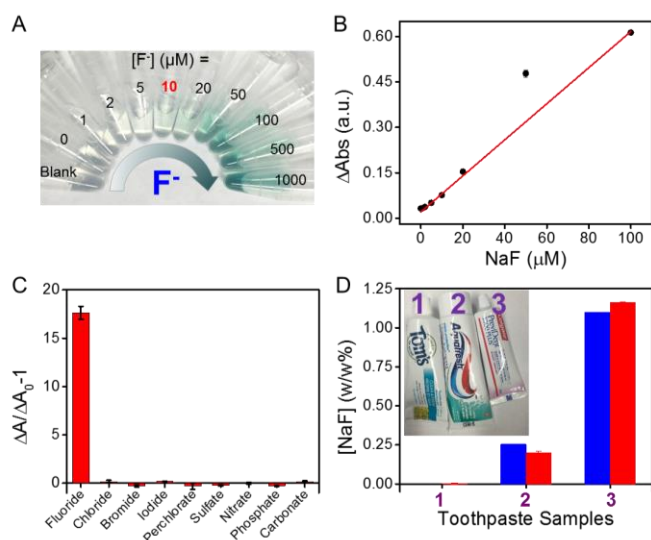 A
[F-] (μM) =
Blank
0
1
2
5
10
20
50
100
500
1000
F-
B
ΔAbs (a.u.)
0.60
0.45
0.30
0.15
0.00
0
20
40
60
80
100
NaF (μM)
C
ΔA/ΔA0-1
20
15
10
5
0
Fluoride
Chloride
Bromide
Iodide
Perchlorate
Sulfate
Nitrate
Phosphate
Carbonate
D
[NaF] (w/w%)
1.25
1.00
0.75
0.50
0.25
0.00
1 2 3
Tom's
Aquafresh
PreviDent
1
2
3
Toothpaste Samples